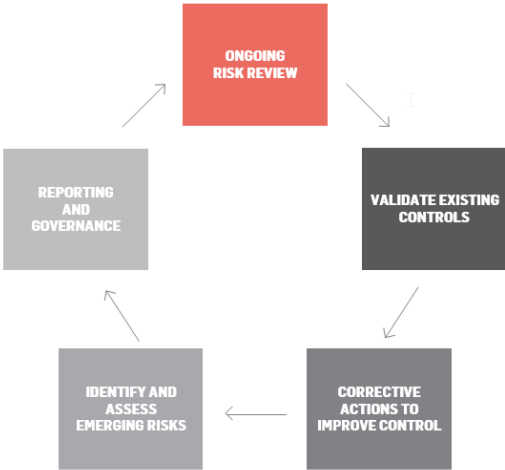 ONGOING
RISK REVIEW
VALIDATE EXISTING
CONTROLS
CORRECTIVE
ACTIONS TO
IMPROVE CONTROL
IDENTIFY AND
ASSESS
EMERGING RISKS
REPORTING
AND
GOVERNANCE